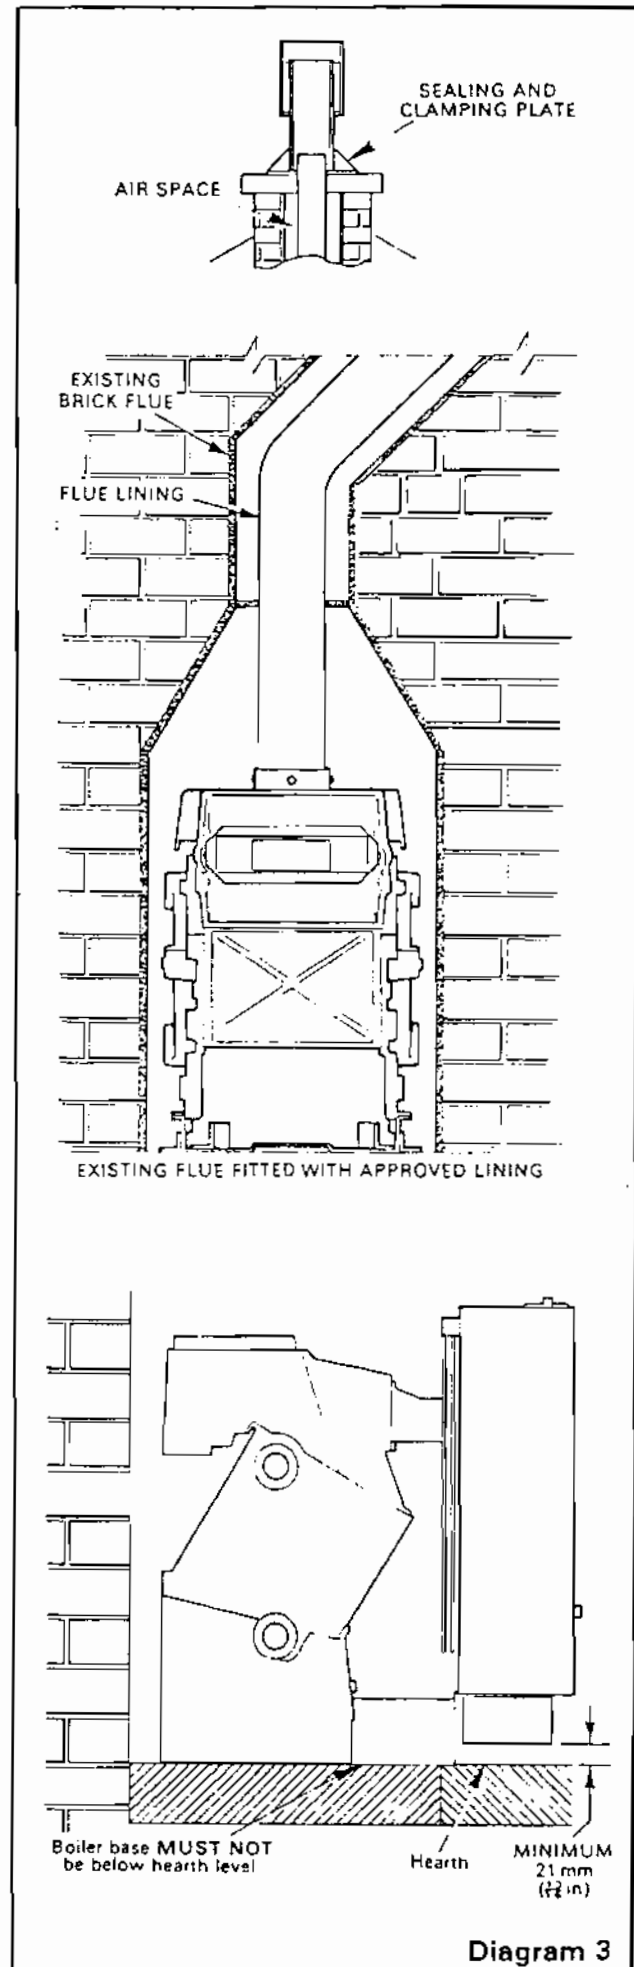 SEALING AND
CLAMPING PLATE
AIR SPACE
EXISTING
BRICK FLUE
FLUE LINING
EXISTING FLUE FITTED WITH APPROVED LINING
Boiler base MUST NOT
be below hearth level
Hearth
MINIMUM
21 mm
in)
Diagram 3